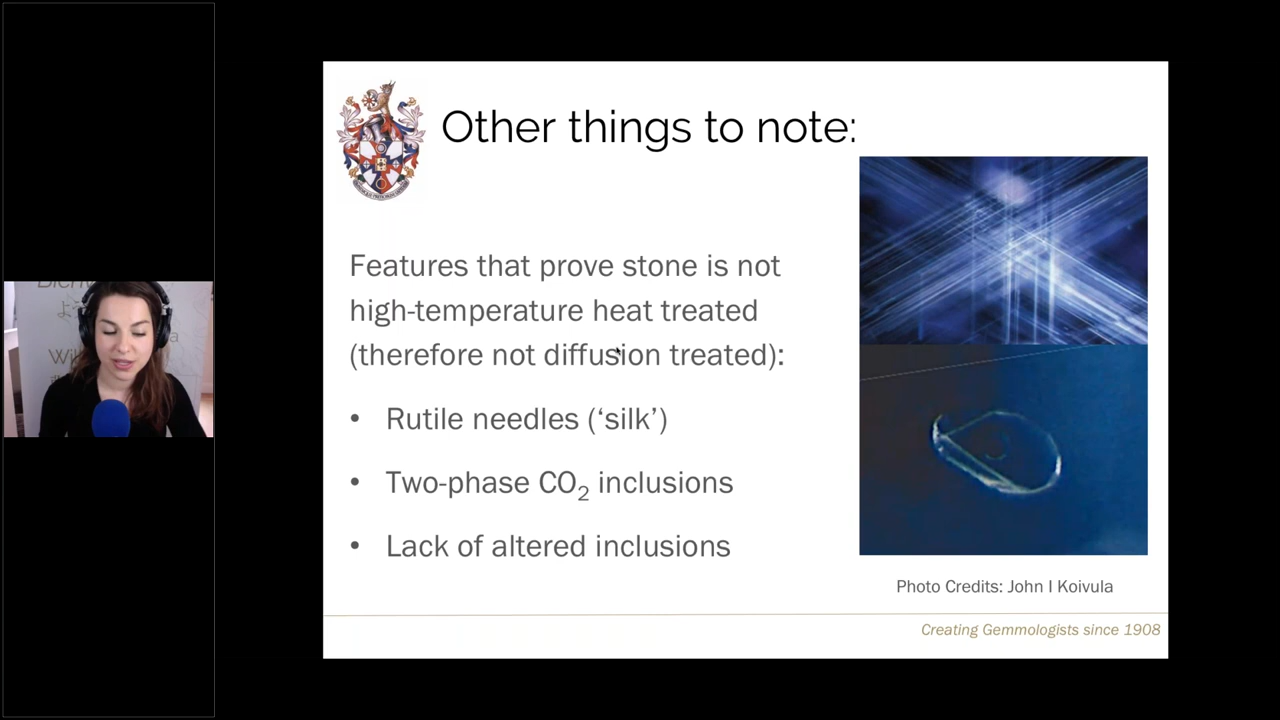 Other things to note:
Features that prove stone is not
high-temperature heat treated
(therefore not diffusion treated):
• Rutile needles (‘silk’)
• Two-phase CO₂ inclusions
• Lack of altered inclusions
Photo Credits: John I Koivula
Creating Gemmologists since 1908